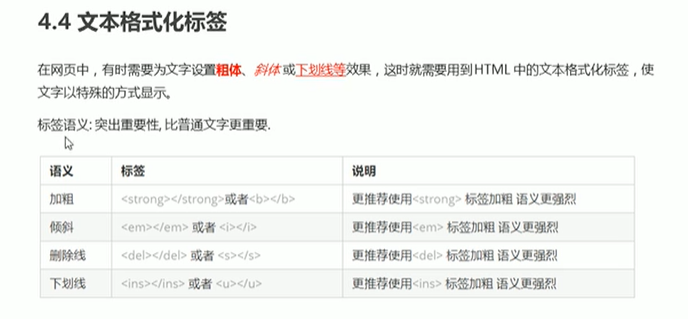 4.4 文本格式化标签
在网页中，有时需要为文字设置粗体、斜体 或下划线等效果，这时就需要用到HTML 中的文本格式化标签，使
文字以特殊的方式显示。
标签语义: 突出重要性, 比普通文字更重要.
语义 标签 说明
加粗 <strong></strong>或者<b></b> 更推荐使用<strong> 标签加粗 语义更强烈
倾斜 <em></em> 或者 <i></i> 更推荐使用<em> 标签加粗 语义更强烈
删除线 <del></del> 或者 <s></s> 更推荐使用<del> 标签加粗 语义更强烈
下划线 <ins></ins> 或者 <u></u> 更推荐使用<ins> 标签加粗 语义更强烈